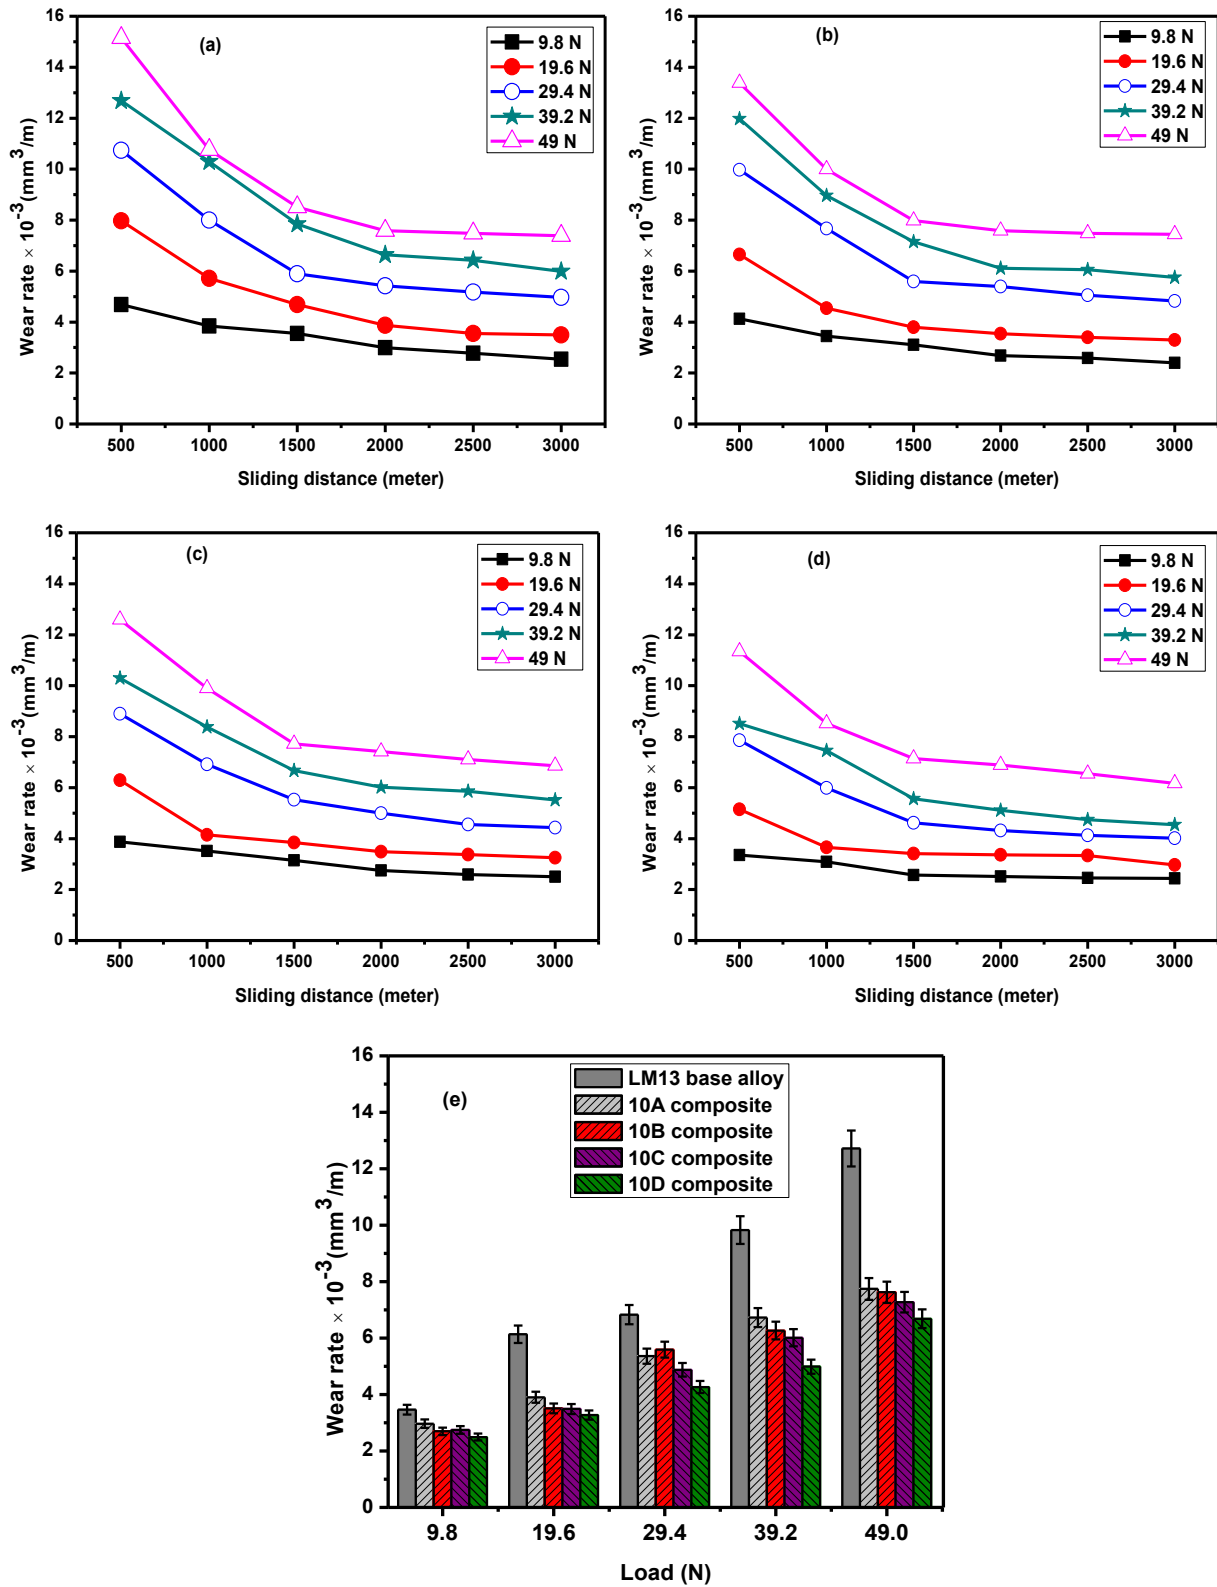 (a)
9.8 N
19.6 N
29.4 N
39.2 N
49 N
16
14
12
10
8
6
4
2
0
500 1000 1500 2000 2500 3000
Wear rate × 10⁻³ (mm³/m)
Sliding distance (meter)
(b)
9.8 N
19.6 N
29.4 N
39.2 N
49 N
16
14
12
10
8
6
4
2
0
500 1000 1500 2000 2500 3000
Wear rate × 10⁻³ (mm³/m)
Sliding distance (meter)
(c)
9.8 N
19.6 N
29.4 N
39.2 N
49 N
16
14
12
10
8
6
4
2
0
500 1000 1500 2000 2500 3000
Wear rate × 10⁻³ (mm³/m)
Sliding distance (meter)
(d)
9.8 N
19.6 N
29.4 N
39.2 N
49 N
16
14
12
10
8
6
4
2
0
500 1000 1500 2000 2500 3000
Wear rate × 10⁻³ (mm³/m)
Sliding distance (meter)
(e)
LM13 base alloy
10A composite
10B composite
10C composite
10D composite
16
14
12
10
8
6
4
2
0
9.8 19.6 29.4 39.2 49.0
Wear rate × 10⁻³ (mm³/m)
Load (N)